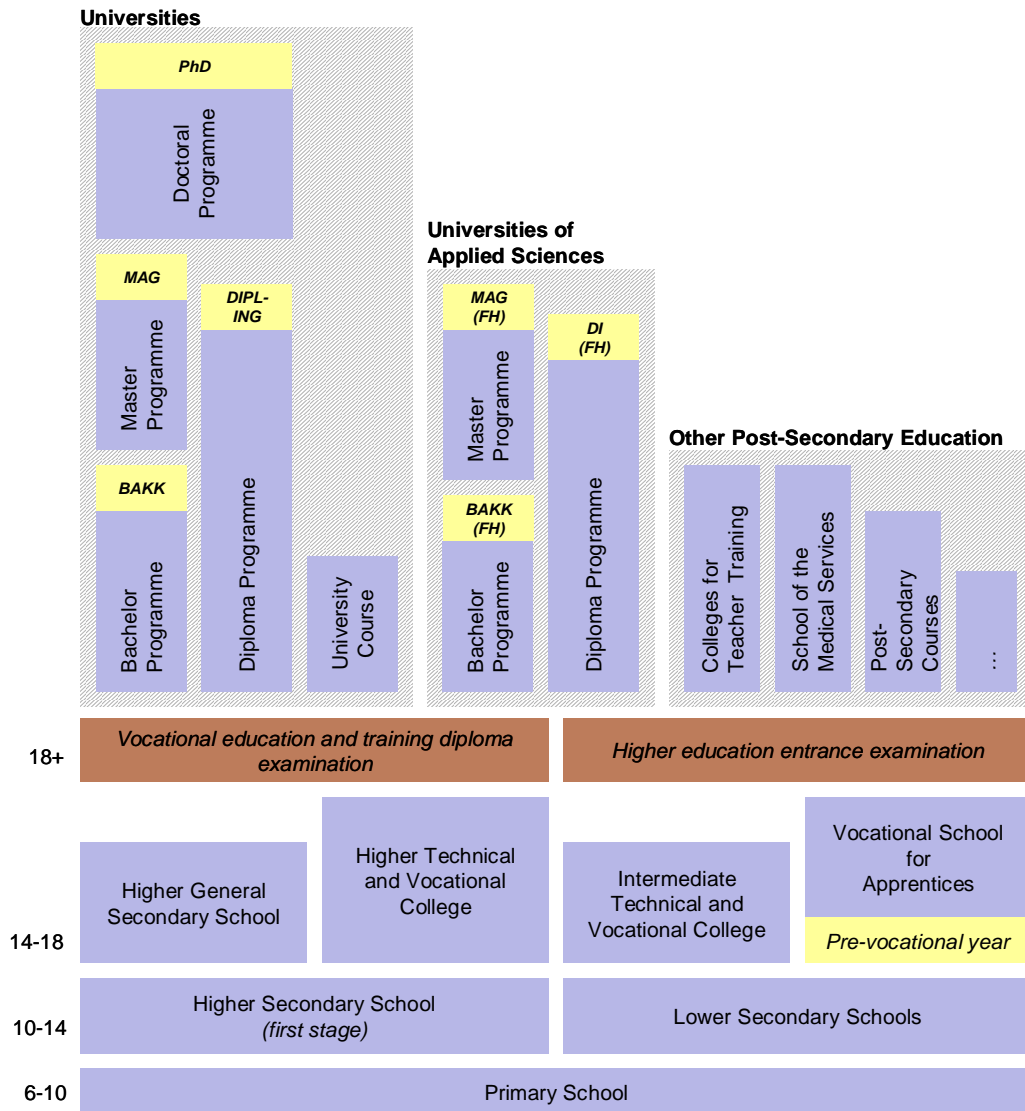 Universities
PhD
Doctoral
Programme
MAG
Master
Programme
DIPL-
ING
BAKK
Bachelor
Programme
Diploma Programme
University
Course
Universities of
Applied Sciences
MAG
(FH)
Master
Programme
DI
(FH)
BAKK
(FH)
Bachelor
Programme
Diploma Programme
Other Post-Secondary Education
Colleges for
Teacher Training
School of the
Medical Services
Post-
Secondary
Courses
...
18+
Vocational education and training diploma
examination
Higher education entrance examination
14-18
Higher General
Secondary School
Higher Technical
and Vocational
College
Intermediate
Technical and
Vocational College
Vocational School
for
Apprentices
Pre-vocational year
10-14
Higher Secondary School
(first stage)
Lower Secondary Schools
6-10
Primary School